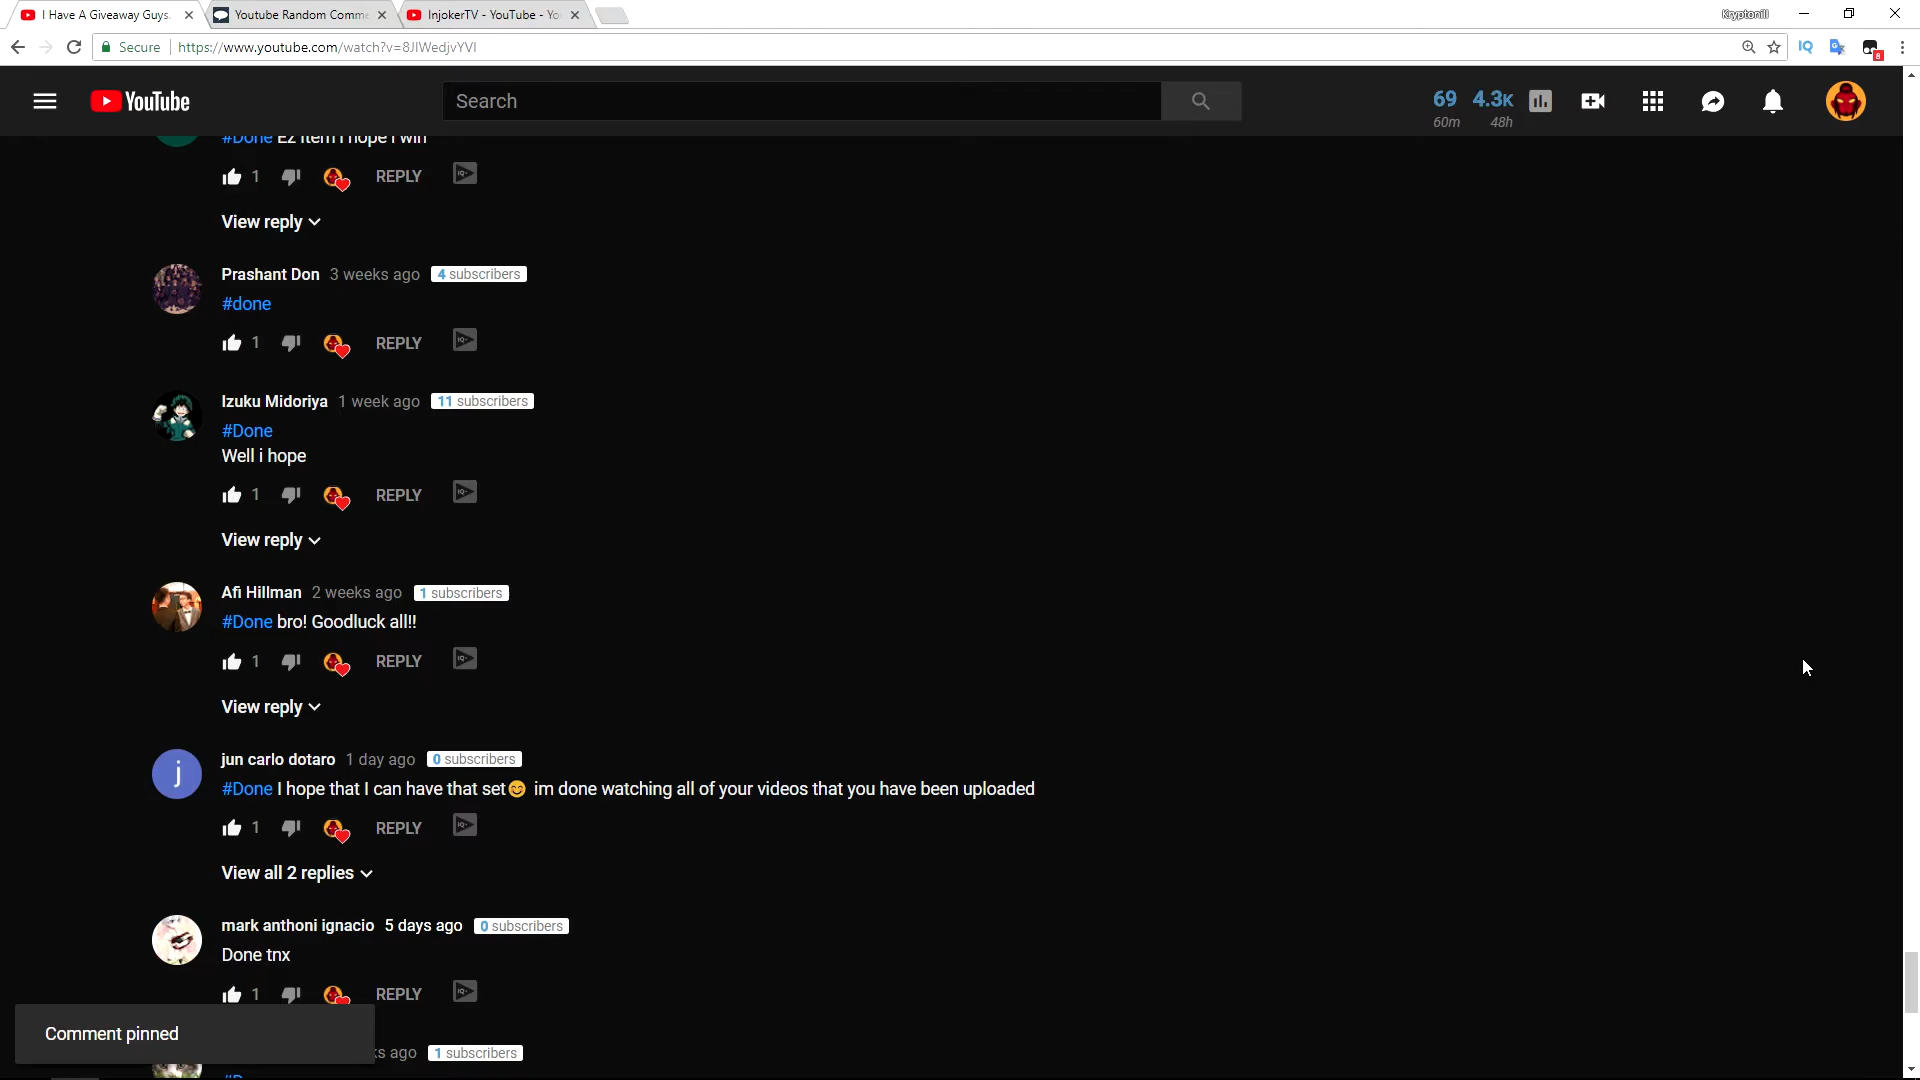 I Have A Giveaway Guys.
Youtube Random Comme
InjokerTV - YouTube - Yo
Kryptonill
Secure
https://www.youtube.com/watch?v=8JIWedjvYVI
IQ
8
YouTube
Search
69 4.3K
60m 48h
#Done Ez Item I hope I win
1 REPLY
View reply
Prashant Don 3 weeks ago 4 subscribers
#done
1 REPLY
Izuku Midoriya 1 week ago 11 subscribers
#Done
Well i hope
1 REPLY
View reply
Afi Hillman 2 weeks ago 1 subscribers
#Done bro! Goodluck all!!
1 REPLY
View reply
j
jun carlo dotaro 1 day ago 0 subscribers
#Done I hope that I can have that set😊 im done watching all of your videos that you have been uploaded
1 REPLY
View all 2 replies
mark anthoni ignacio 5 days ago 0 subscribers
Done tnx
1 REPLY
Comment pinned
ks ago 1 subscribers